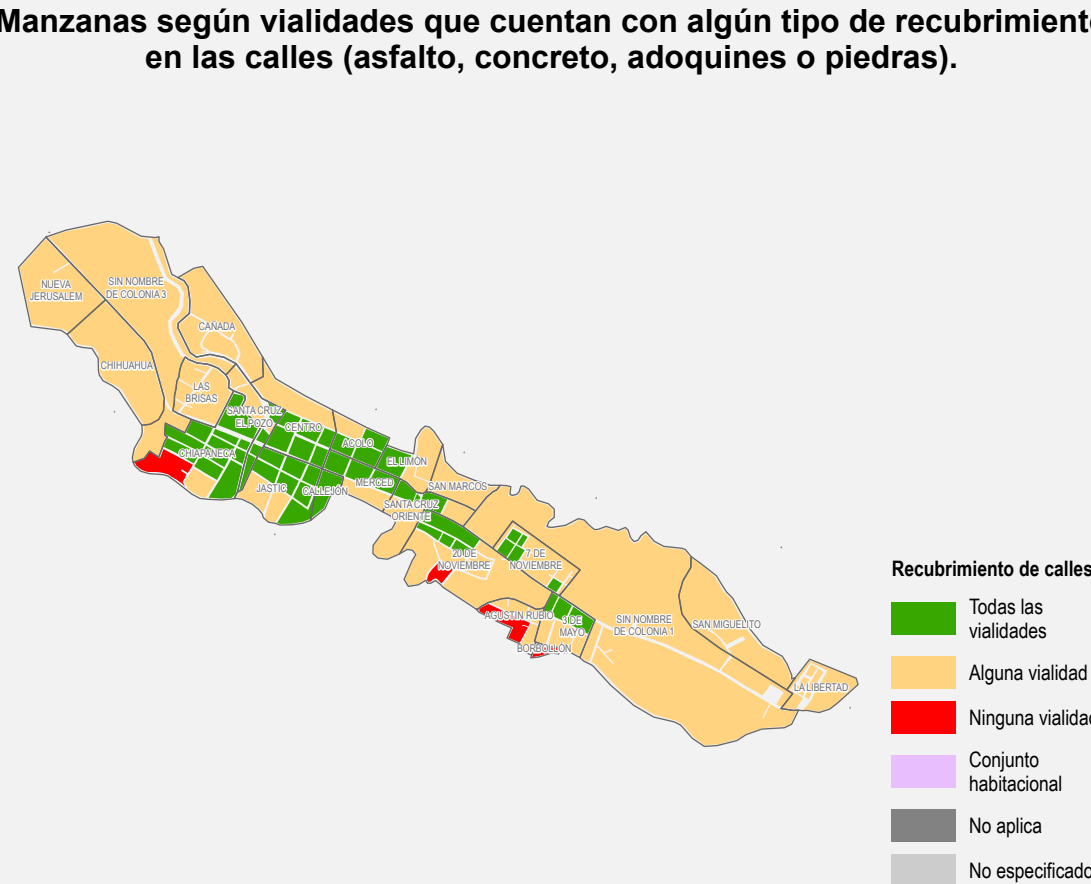 Manzanas según vialidades que cuentan con algún tipo de recubrimiento
en las calles (asfalto, concreto, adoquines o piedras).
NUEVA
JERUSALEM
SIN NOMBRE
DE COLONIA 3
CAÑADA
CHIHUAHUA
LAS
BRISAS
SANTA CRUZ
EL POZO
CENTRO
ACOLO
CHIAPANECA
EL LIMÓN
JASTIC
CALLEJÓN
MERCED
SAN MARCOS
SANTA CRUZ
ORIENTE
20 DE
NOVIEMBRE
7 DE
NOVIEMBRE
AGUSTÍN RUBIO
3 DE
MAYO
BORBOLLÓN
SIN NOMBRE
DE COLONIA 1
SAN MIGUELITO
LA LIBERTAD
Recubrimiento de calles
Todas las
vialidades
Alguna vialidad
Ninguna vialidad
Conjunto
habitacional
No aplica
No especificado